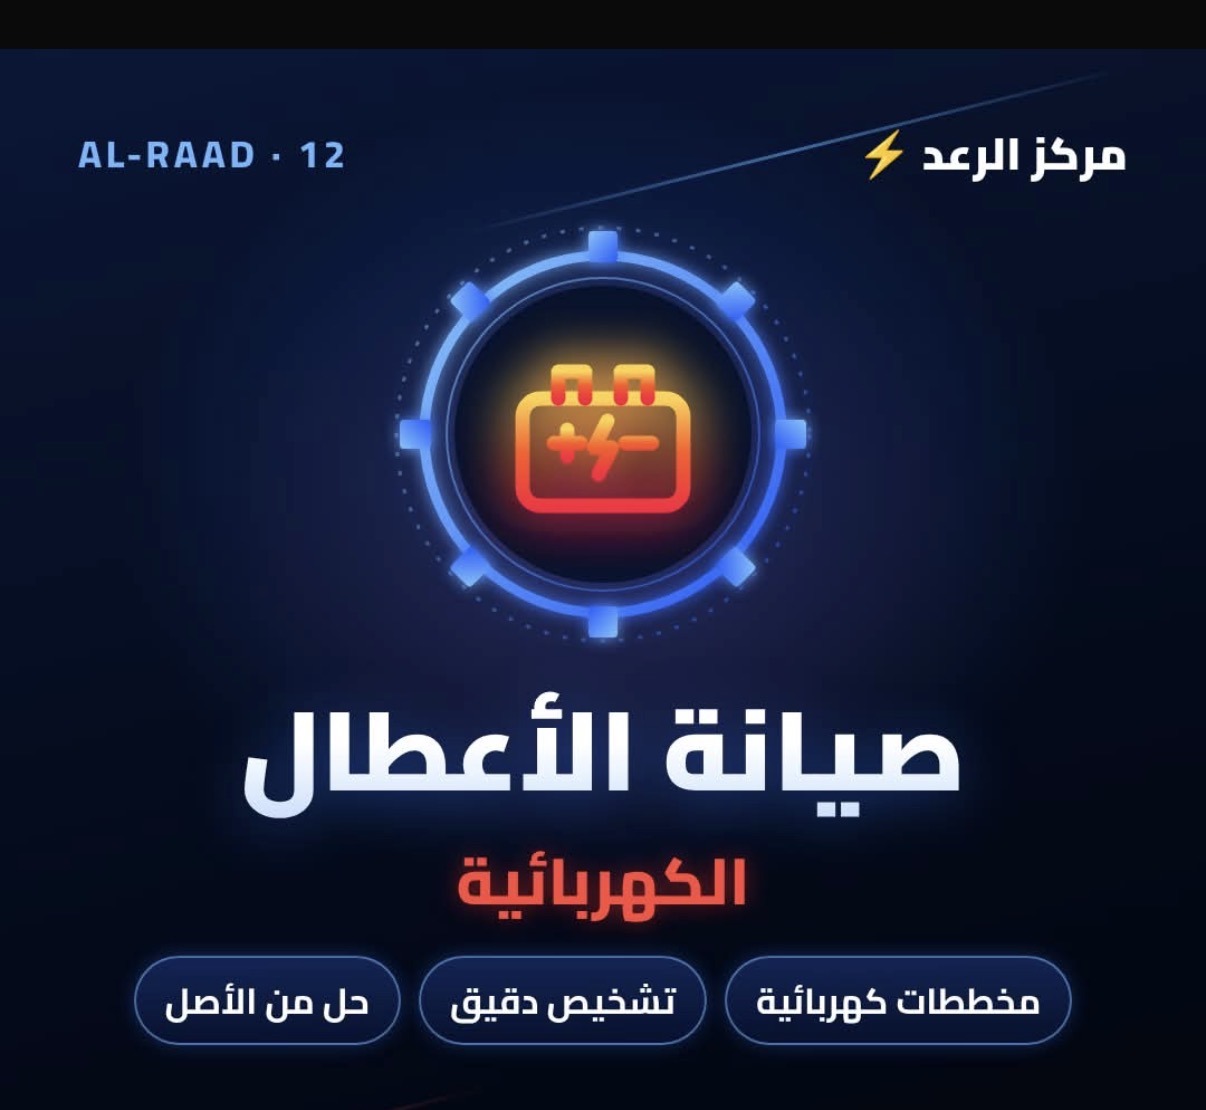 مركز الرعد ⚡
AL-RAAD · 12
صيانة الأعطال
الكهربائية
مخططات كهربائية
تشخيص دقيق
حل من الأصل